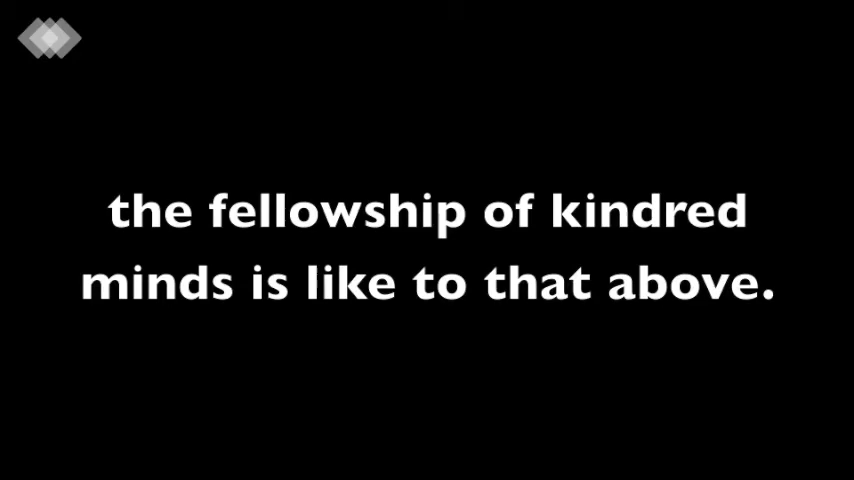 the fellowship of kindred
minds is like to that above.